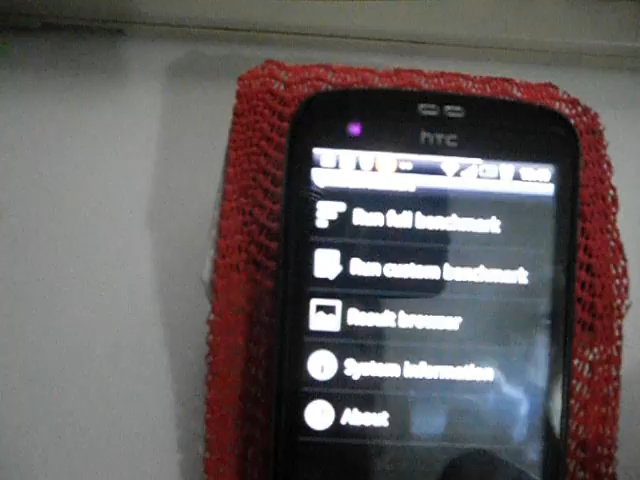 hTC
Run full benchmark
Run custom benchmark
Result browser
System Information
About